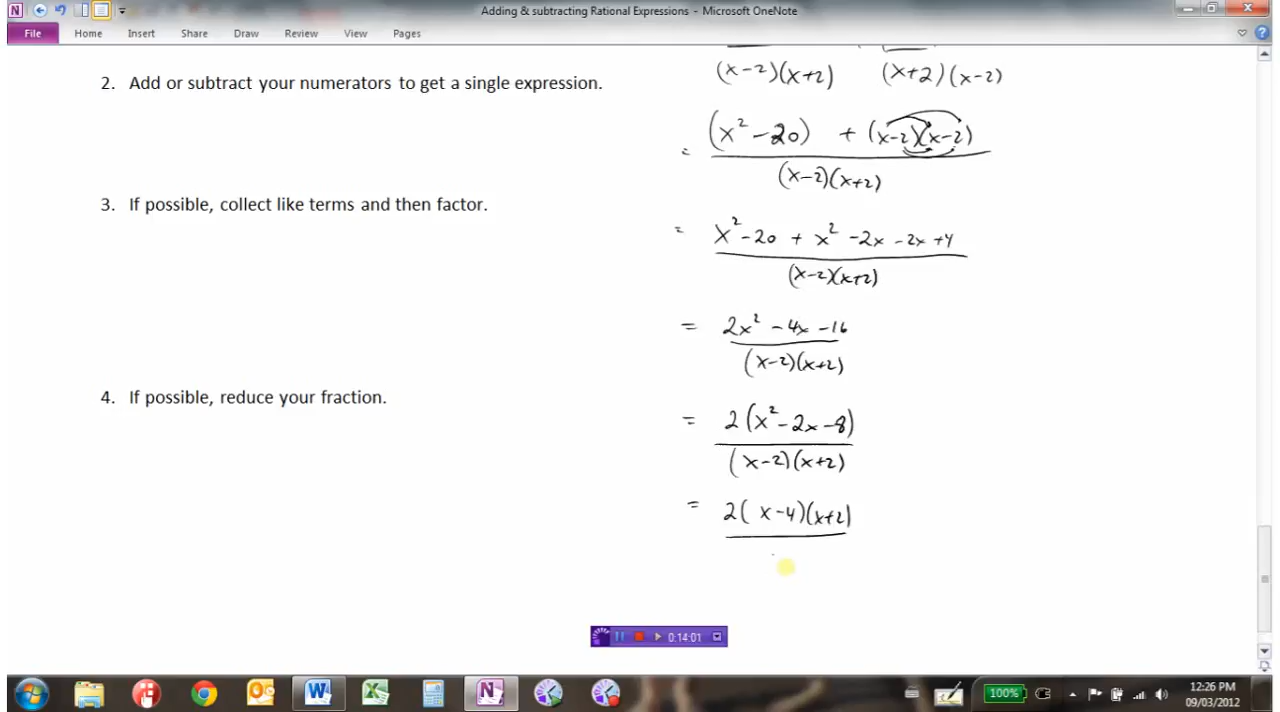 Adding & subtracting Rational Expressions - Microsoft OneNote
File Home Insert Share Draw Review View Pages
(x-2)(x+2) (x+2)(x-2)
2. Add or subtract your numerators to get a single expression.
= (x² -20) + (x-2)(x-2)
(x-2)(x+2)
3. If possible, collect like terms and then factor.
= x² -20 + x² -2x -2x +4
(x-2)(x+2)
= 2x² -4x -16
(x-2)(x+2)
4. If possible, reduce your fraction.
= 2(x² -2x -8)
(x-2)(x+2)
= 2(x-4)(x+2)
0:14:01
100%
12:26 PM
09/03/2012